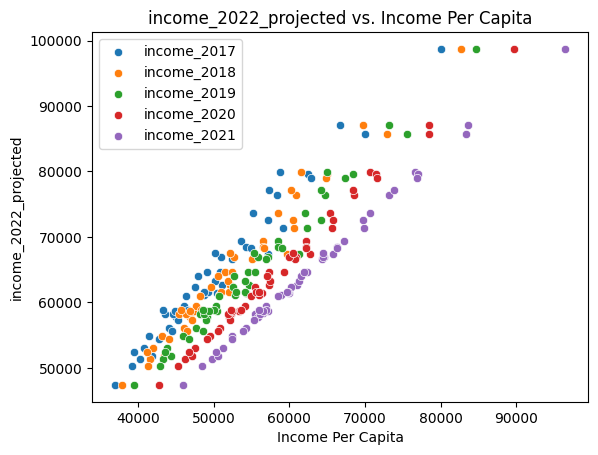 income_2022_projected vs. Income Per Capita
income_2017
income_2018
income_2019
income_2020
income_2021
100000
90000
80000
70000
60000
50000
income_2022_projected
40000 50000 60000 70000 80000 90000
Income Per Capita